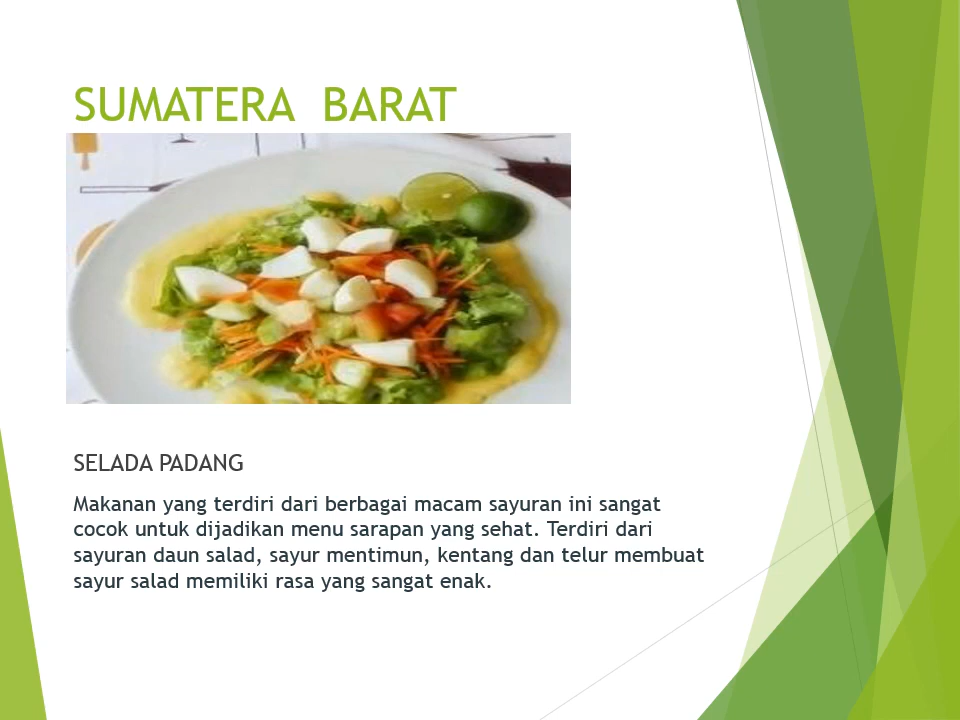 SUMATERA BARAT
SELADA PADANG
Makanan yang terdiri dari berbagai macam sayuran ini sangat
cocok untuk dijadikan menu sarapan yang sehat. Terdiri dari
sayuran daun salad, sayur mentimun, kentang dan telur membuat
sayur salad memiliki rasa yang sangat enak.